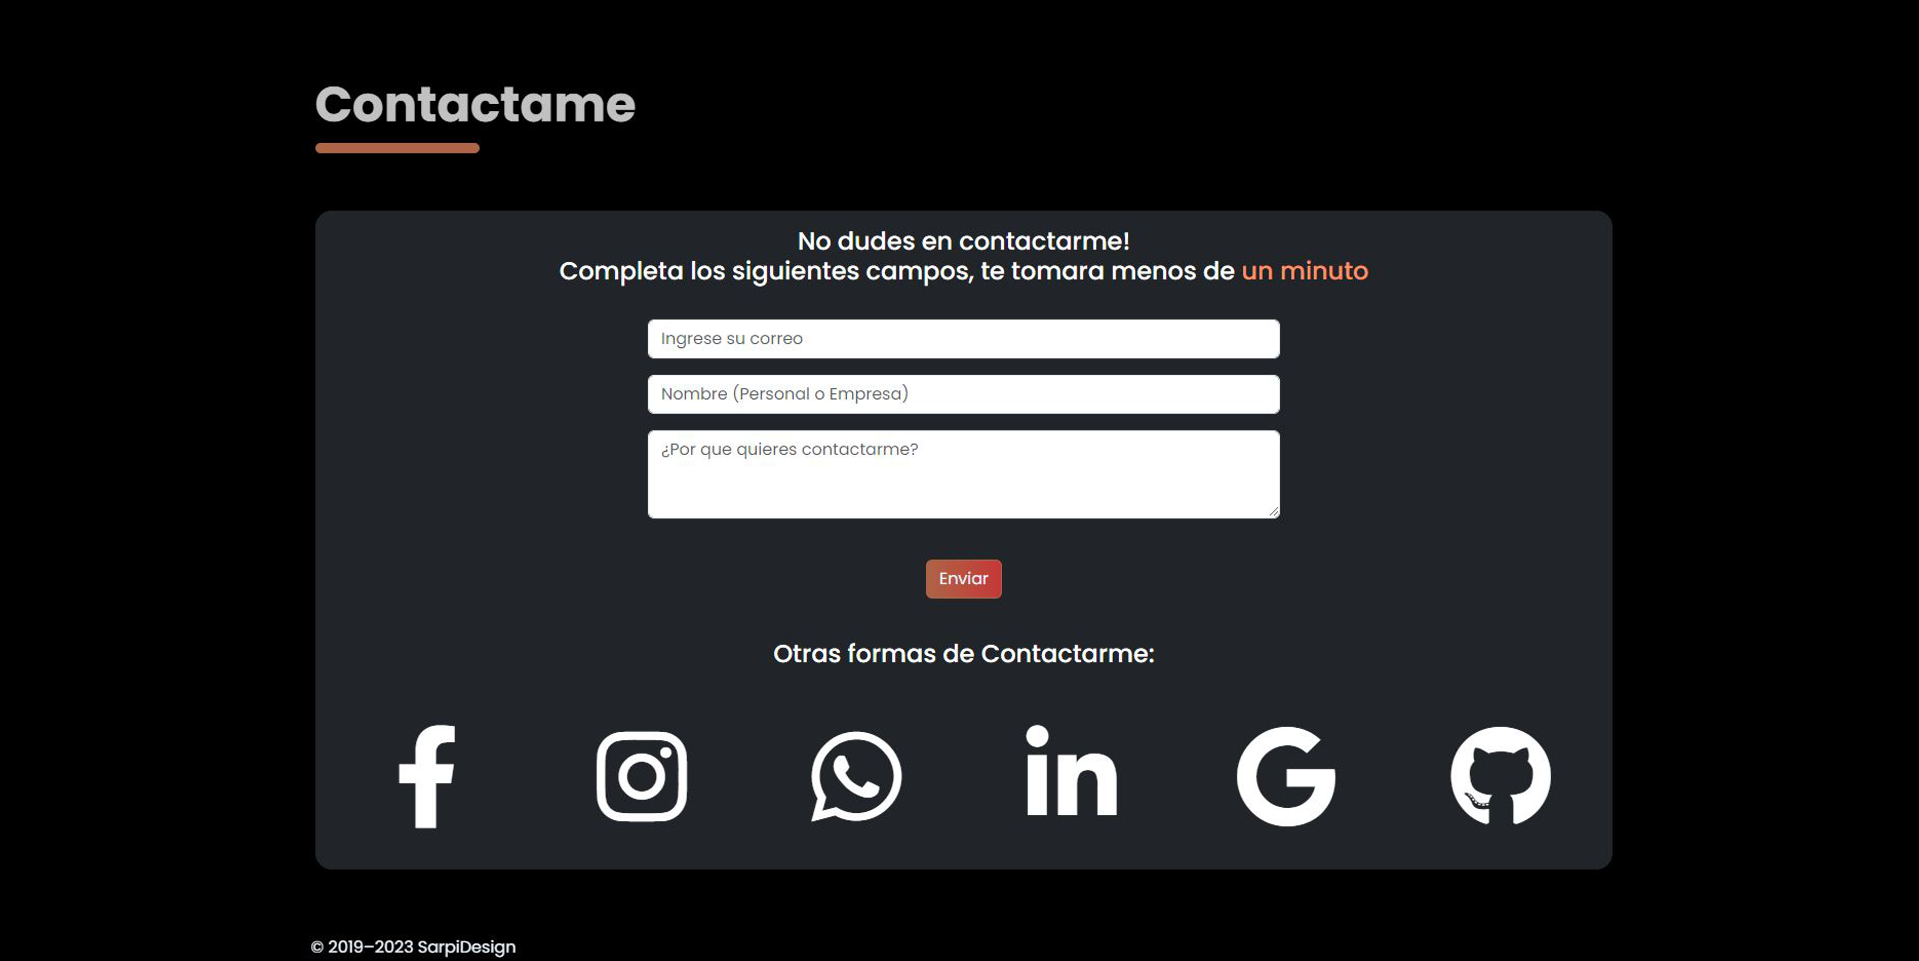 Contactame
No dudes en contactarme!
Completa los siguientes campos, te tomara menos de un minuto
Ingrese su correo
Nombre (Personal o Empresa)
¿Por que quieres contactarme?
Enviar
Otras formas de Contactarme:
© 2019–2023 SarpiDesign